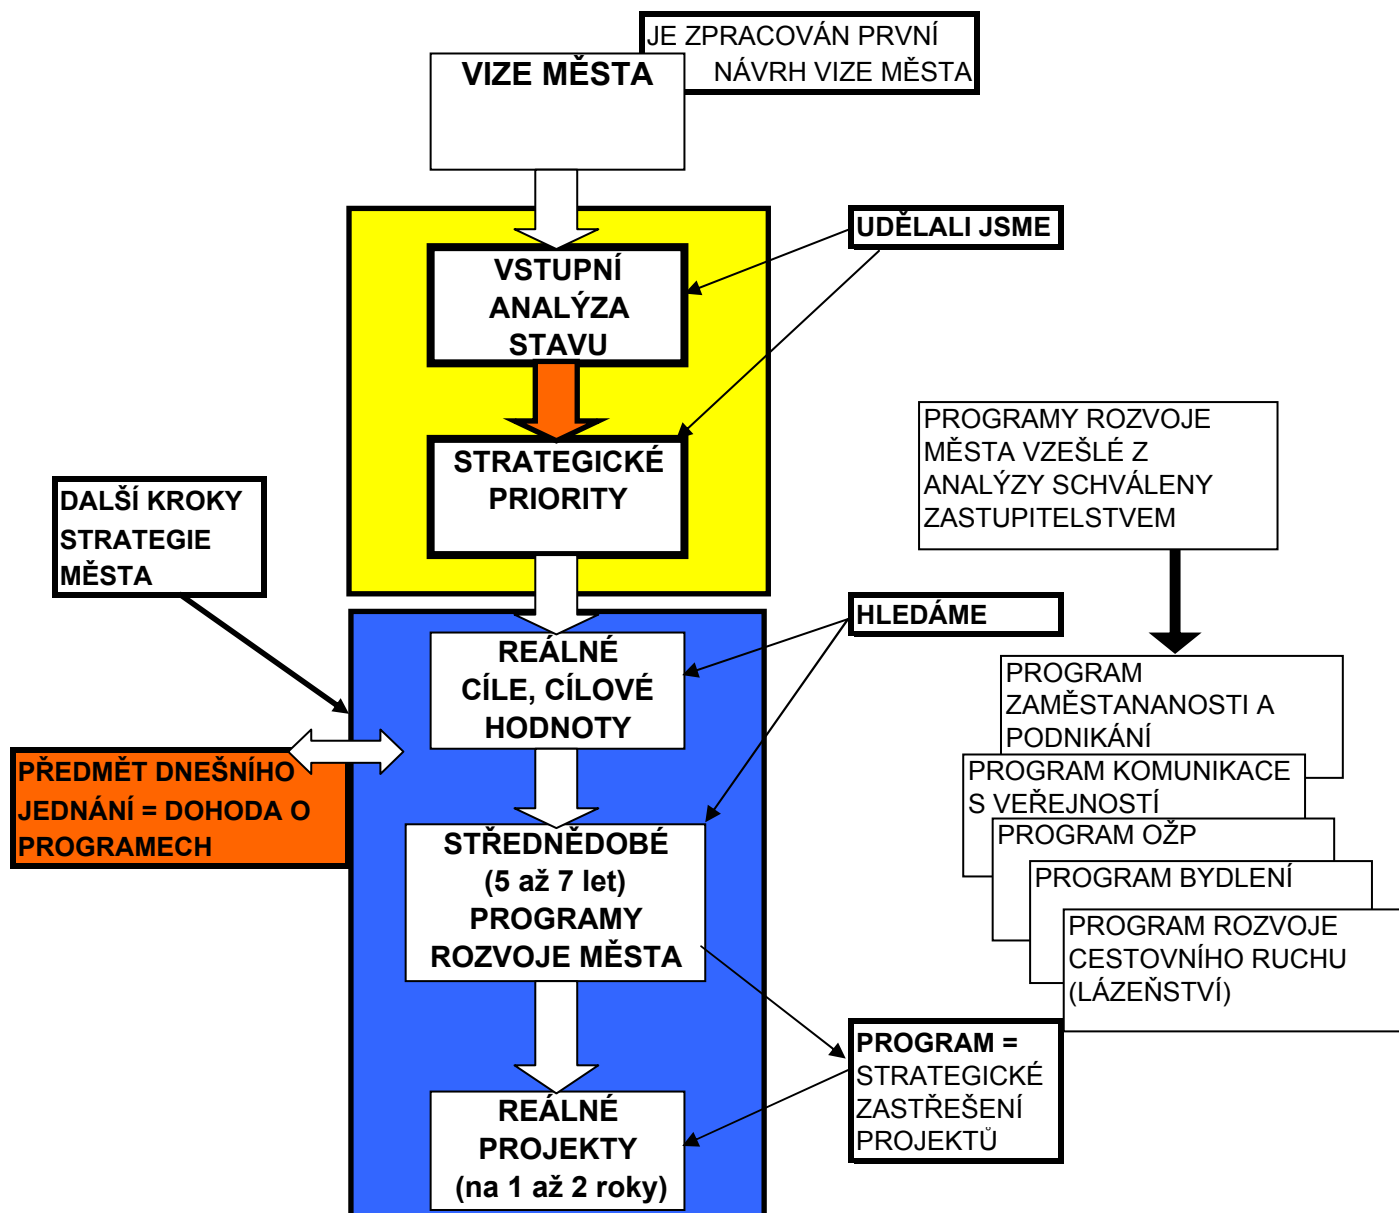 JE ZPRACOVÁN PRVNÍ
NÁVRH VIZE MĚSTA
VIZE MĚSTA
UDĚLALI JSME
VSTUPNÍ
ANALÝZA
STAVU
STRATEGICKÉ
PRIORITY
PROGRAMY ROZVOJE
MĚSTA VZEŠLÉ Z
ANALÝZY SCHVÁLENY
ZASTUPITELSTVEM
DALŠÍ KROKY
STRATEGIE
MĚSTA
HLEDÁME
REÁLNÉ
CÍLE, CÍLOVÉ
HODNOTY
PŘEDMĚT DNEŠNÍHO
JEDNÁNÍ = DOHODA O
PROGRAMECH
PROGRAM
ZAMĚSTANANOSTI A
PODNIKÁNÍ
PROGRAM KOMUNIKACE
S VEŘEJNOSTÍ
PROGRAM OŽP
PROGRAM BYDLENÍ
PROGRAM ROZVOJE
CESTOVNÍHO RUCHU
(LÁZEŇSTVÍ)
STŘEDNĚDOBÉ
(5 až 7 let)
PROGRAMY
ROZVOJE MĚSTA
PROGRAM =
STRATEGICKÉ
ZASTŘEŠENÍ
PROJEKTŮ
REÁLNÉ
PROJEKTY
(na 1 až 2 roky)